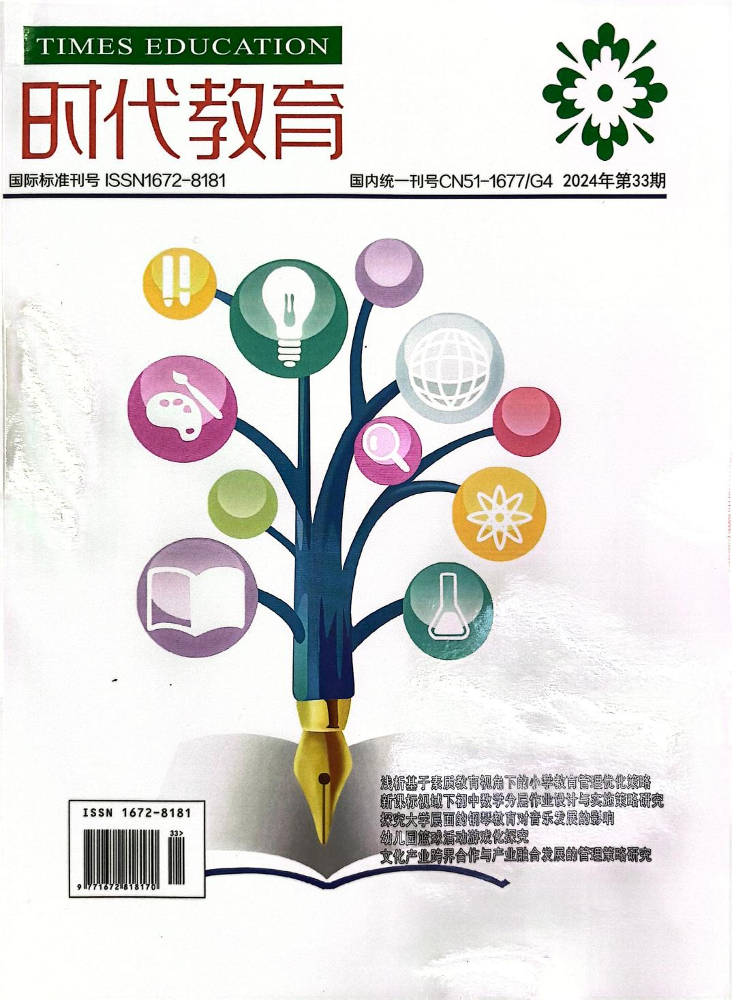 TIMES EDUCATION
时代教育
国际标准刊号 ISSN1672-8181
国内统一刊号CN51-1677/G4 2024年第33期
浅析基于素质教育视角下的小学教育管理优化策略
新课标视域下初中数学分层作业设计与实施策略研究
探究大学层面的钢琴教育对音乐发展的影响
幼儿园篮球活动游戏化探究
文化产业跨界合作与产业融合发展的管理策略研究
ISSN 1672-8181
33>
9 771672 818170